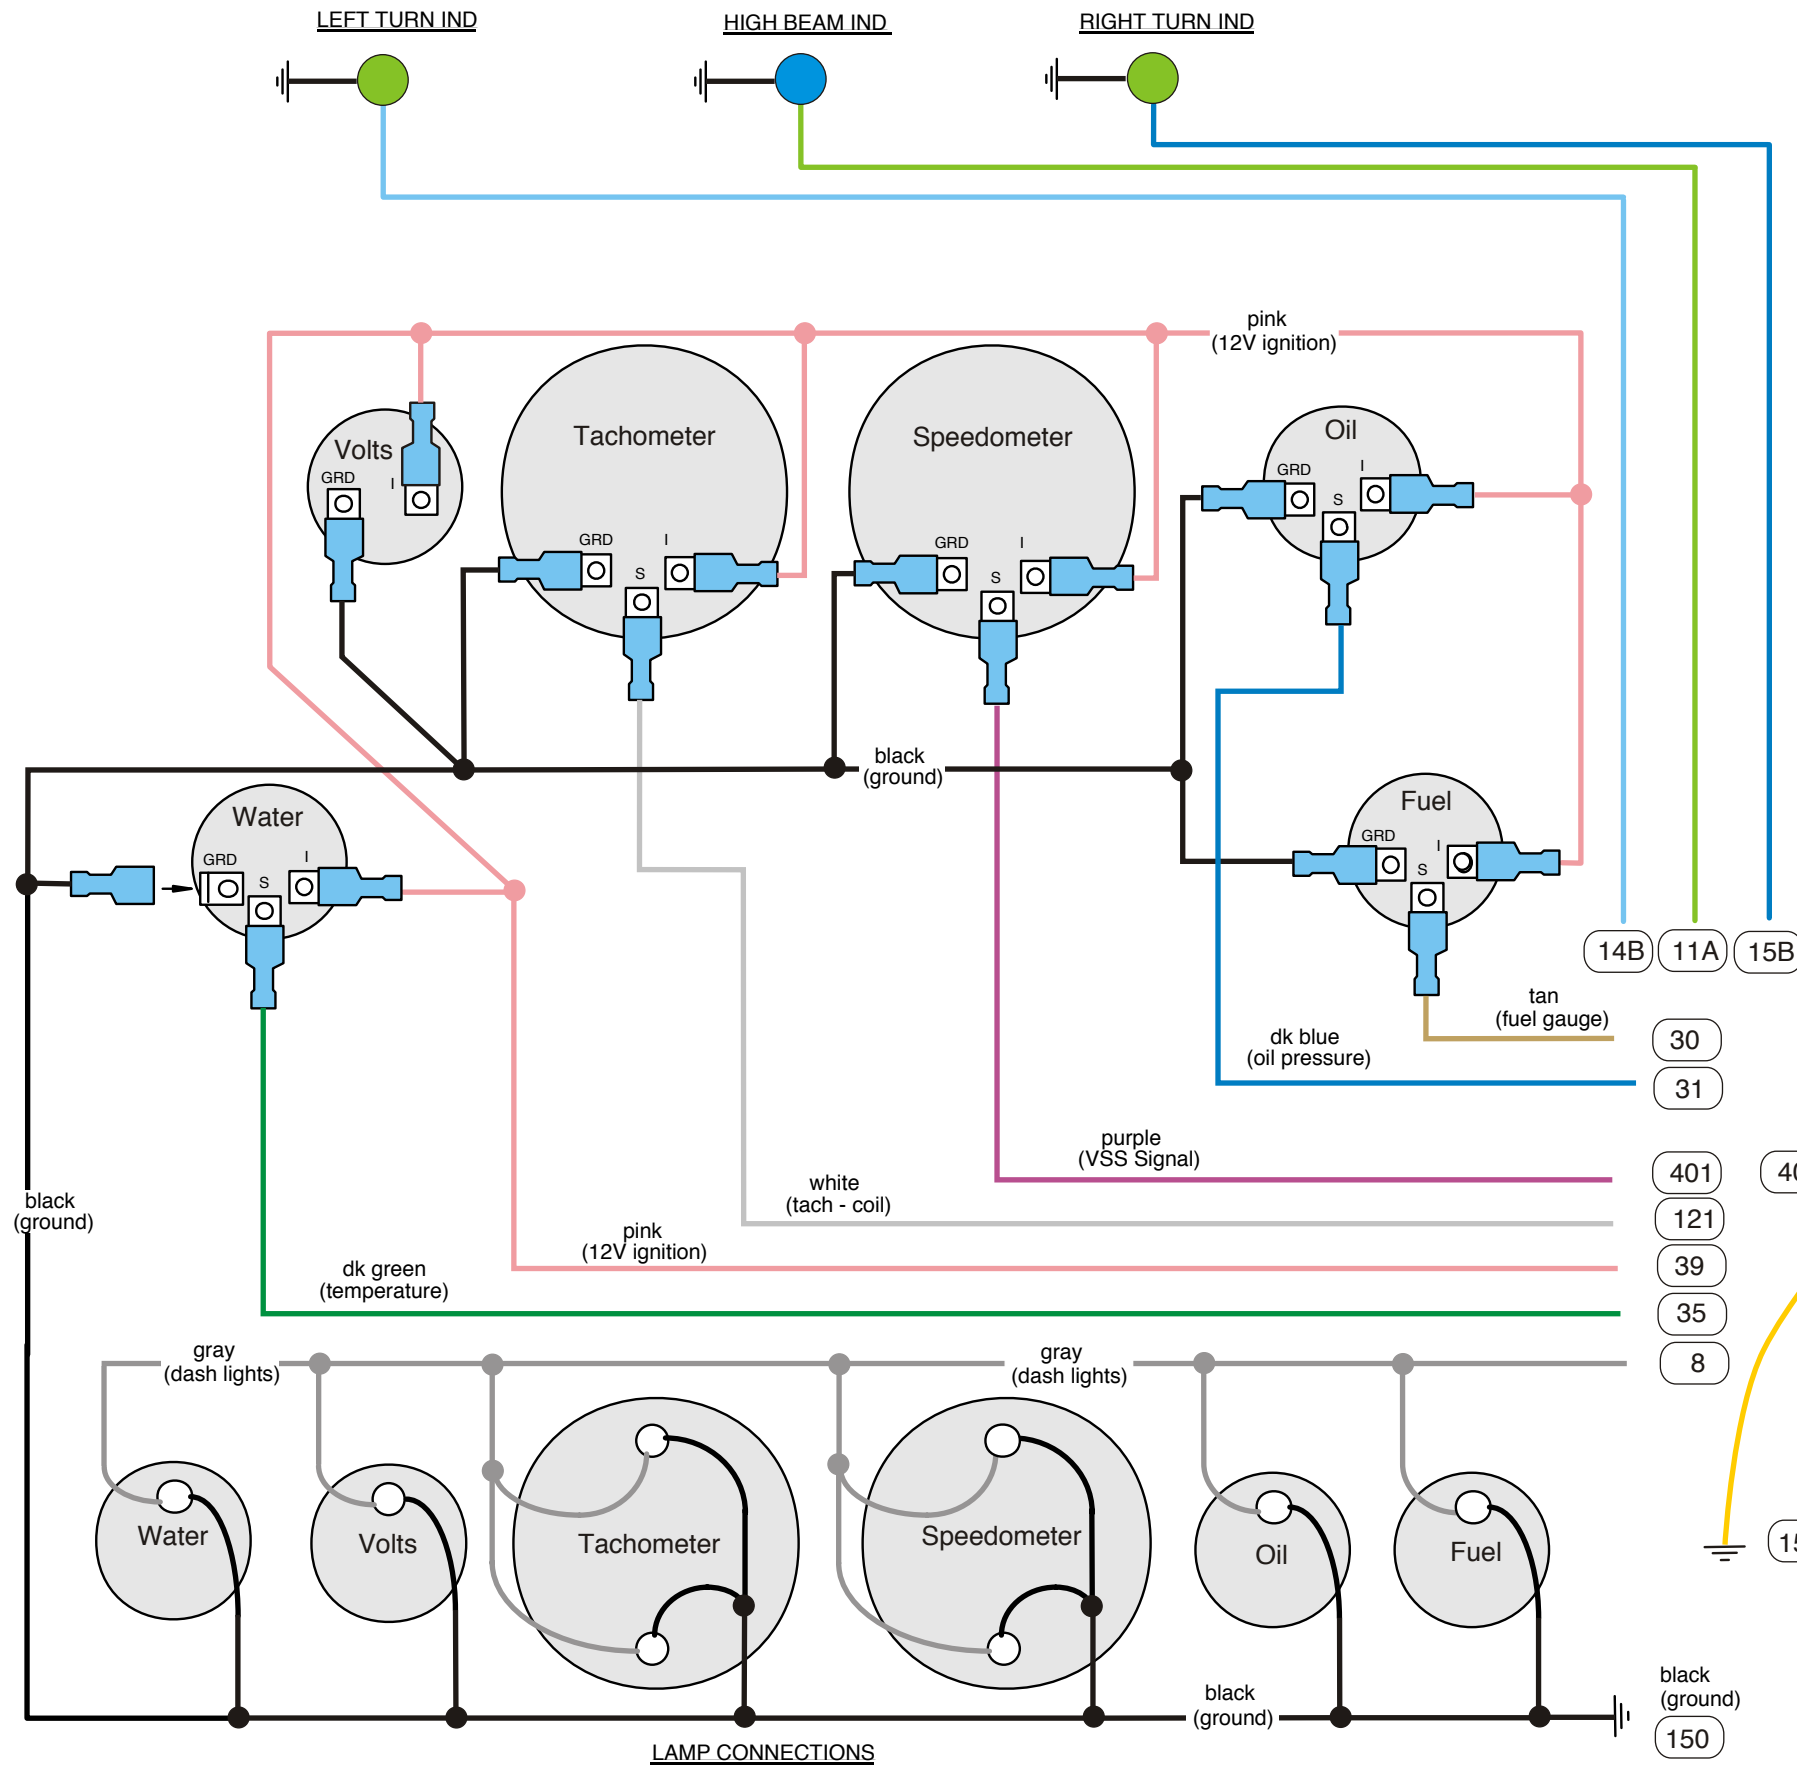 LEFT TURN IND
HIGH BEAM IND
RIGHT TURN IND
pink
(12V ignition)
Volts
GRD
I
Tachometer
GRD
I
S
Speedometer
GRD
I
S
Oil
GRD
I
S
black
(ground)
Water
GRD
I
S
Fuel
GRD
I
S
14B
11A
15B
tan
(fuel gauge)
30
dk blue
(oil pressure)
31
purple
(VSS Signal)
401
40
white
(tach - coil)
121
black
(ground)
pink
(12V ignition)
39
dk green
(temperature)
35
gray
(dash lights)
gray
(dash lights)
8
Water
Volts
Tachometer
Speedometer
Oil
Fuel
15
black
(ground)
black
(ground)
150
LAMP CONNECTIONS